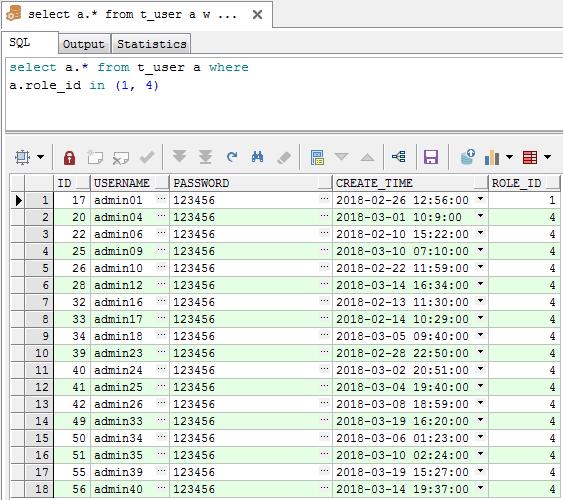 select a.* from t_user a w ...
SQL Output Statistics
select a.* from t_user a where
a.role_id in (1, 4)
ID USERNAME PASSWORD CREATE_TIME ROLE_ID
1 17 admin01 123456 2018-02-26 12:56:00 1
2 20 admin04 123456 2018-03-01 10:9:00 4
3 22 admin06 123456 2018-02-10 15:22:00 4
4 25 admin09 123456 2018-03-10 07:10:00 4
5 26 admin10 123456 2018-02-22 11:59:00 4
6 28 admin12 123456 2018-03-14 16:34:00 4
7 32 admin16 123456 2018-02-13 11:30:00 4
8 33 admin17 123456 2018-02-14 10:29:00 4
9 34 admin18 123456 2018-03-05 09:40:00 4
10 39 admin23 123456 2018-02-28 22:50:00 4
11 40 admin24 123456 2018-03-02 20:51:00 4
12 41 admin25 123456 2018-03-04 19:40:00 4
13 42 admin26 123456 2018-03-08 18:59:00 4
14 49 admin33 123456 2018-03-19 16:20:00 4
15 50 admin34 123456 2018-03-06 01:23:00 4
16 51 admin35 123456 2018-03-10 02:24:00 4
17 55 admin39 123456 2018-03-19 15:27:00 4
18 56 admin40 123456 2018-03-14 19:37:00 4